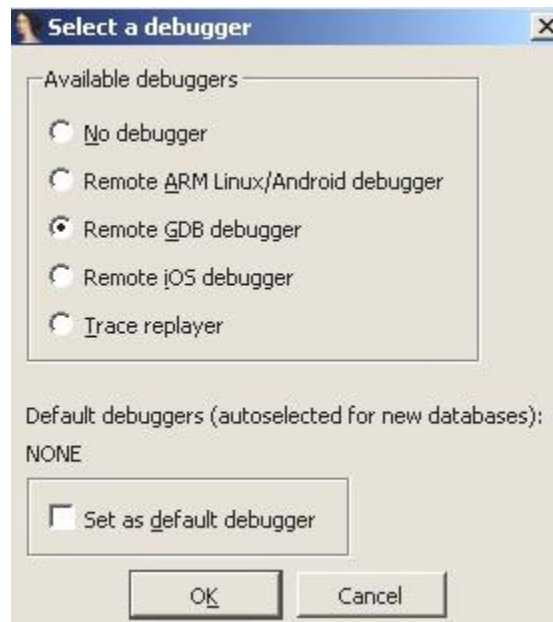 Select a debugger
Available debuggers
No debugger
Remote ARM Linux/Android debugger
Remote GDB debugger
Remote iOS debugger
Trace replayer
Default debuggers (autoselected for new databases):
NONE
Set as default debugger
OK
Cancel